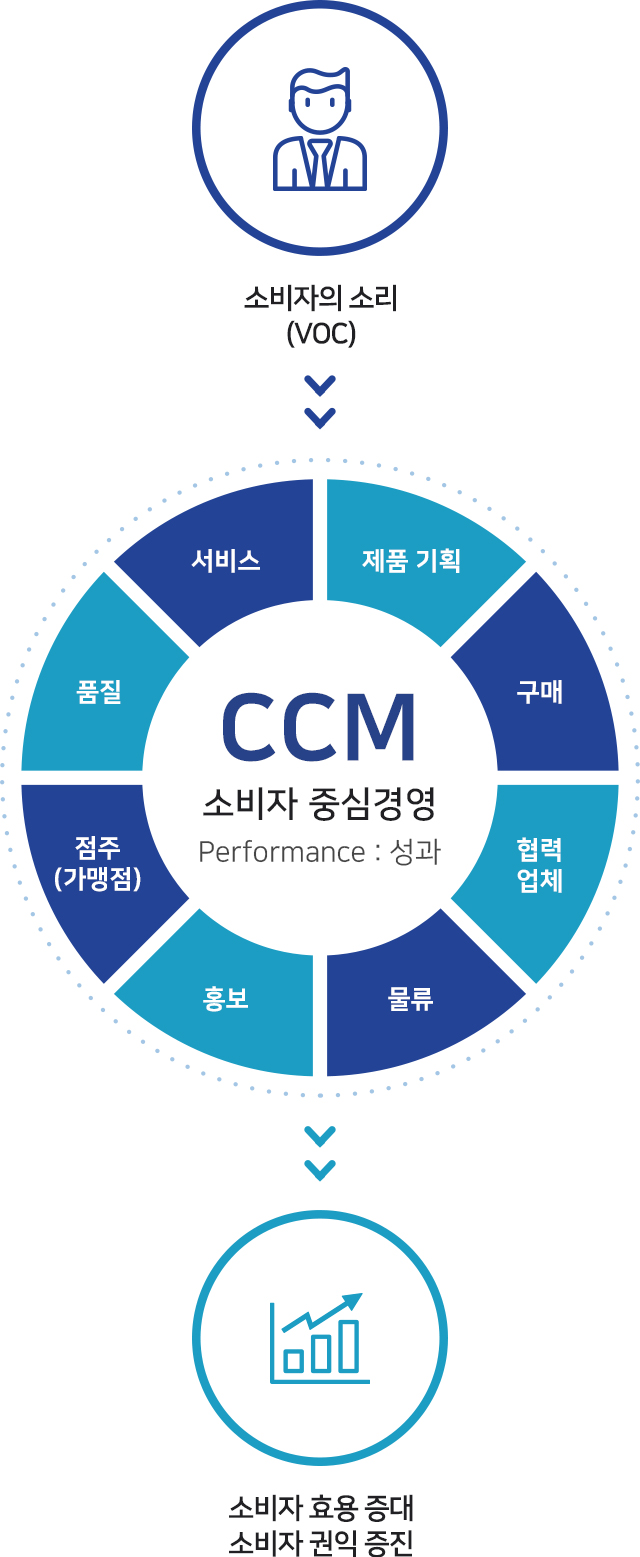 소비자의 소리
(VOC)
서비스
제품 기획
품질
구매
CCM
소비자 중심경영
Performance : 성과
점주
(가맹점)
협력
업체
홍보
물류
소비자 효용 증대
소비자 권익 증진